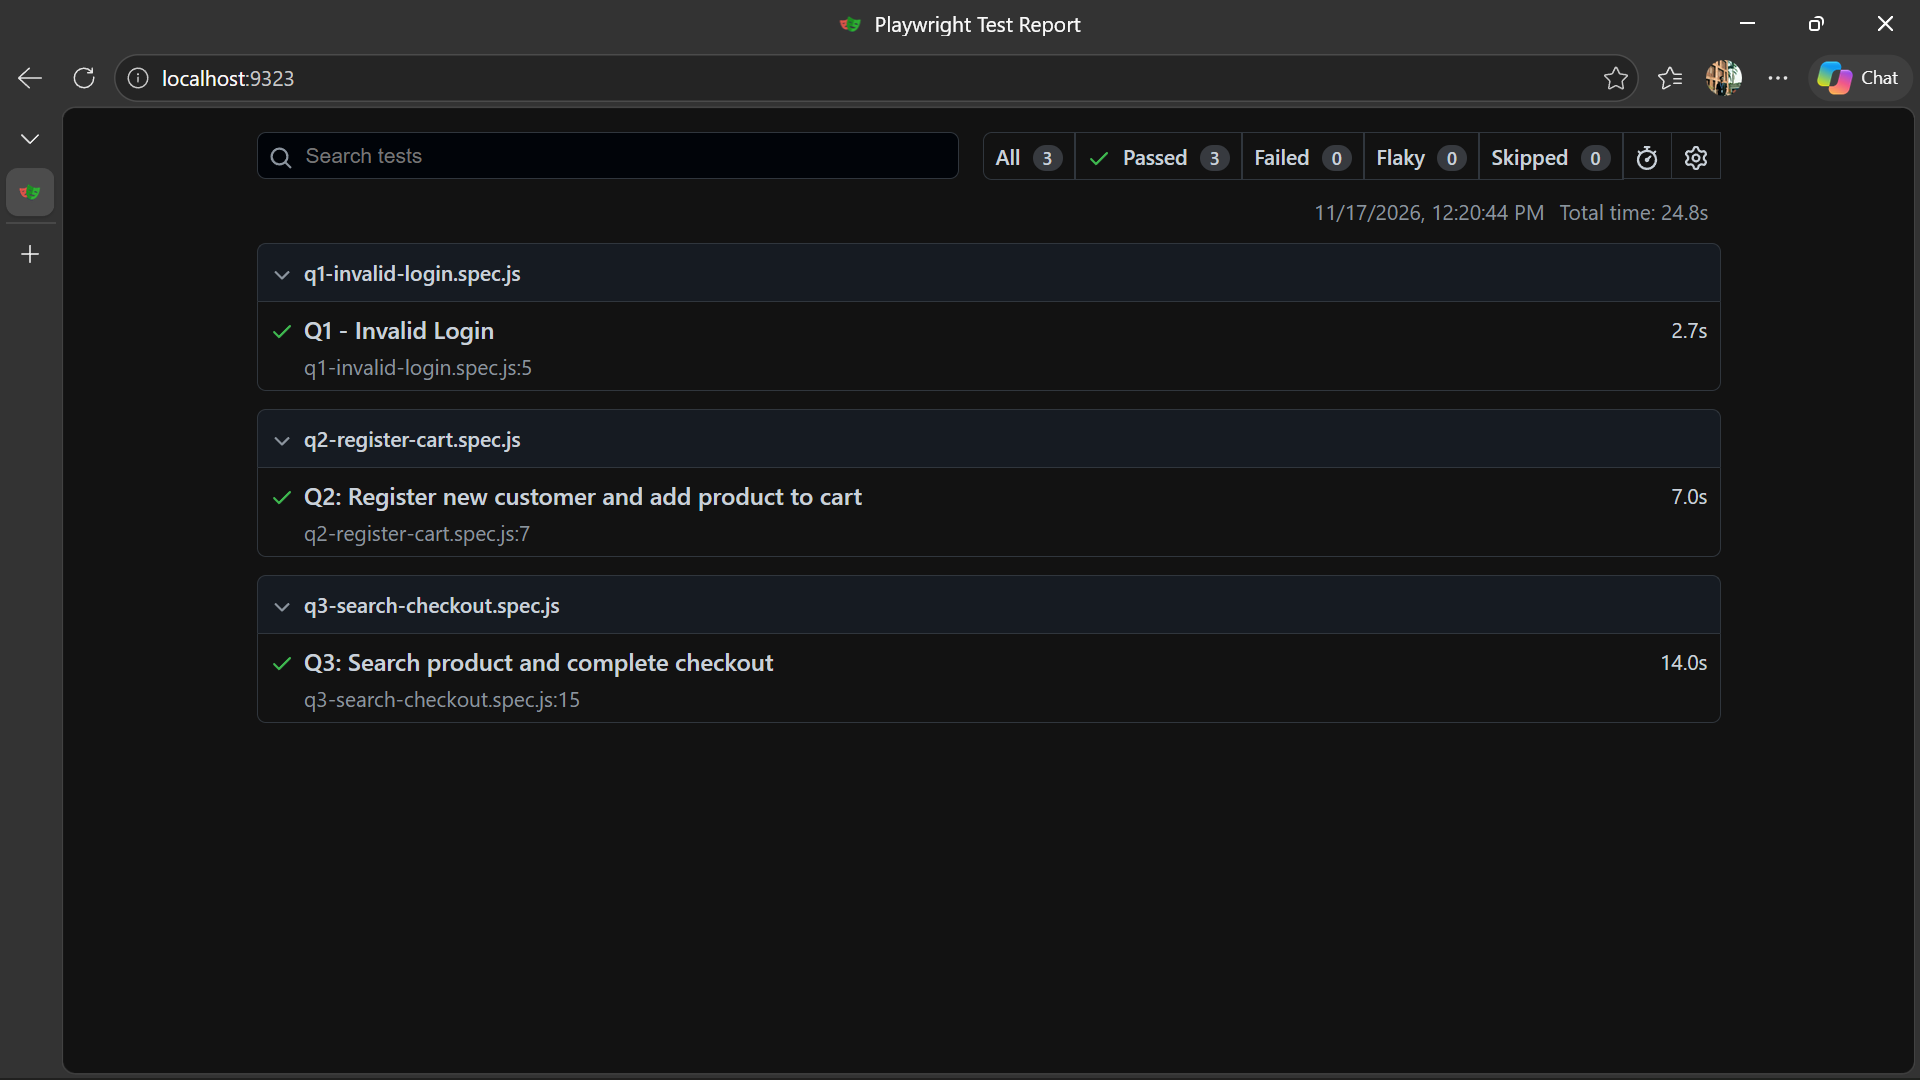 Playwright Test Report
localhost:9323
Chat
Search tests
All 3
Passed 3
Failed 0
Flaky 0
Skipped 0
11/17/2026, 12:20:44 PM Total time: 24.8s
q1-invalid-login.spec.js
Q1 - Invalid Login 2.7s
q1-invalid-login.spec.js:5
q2-register-cart.spec.js
Q2: Register new customer and add product to cart 7.0s
q2-register-cart.spec.js:7
q3-search-checkout.spec.js
Q3: Search product and complete checkout 14.0s
q3-search-checkout.spec.js:15